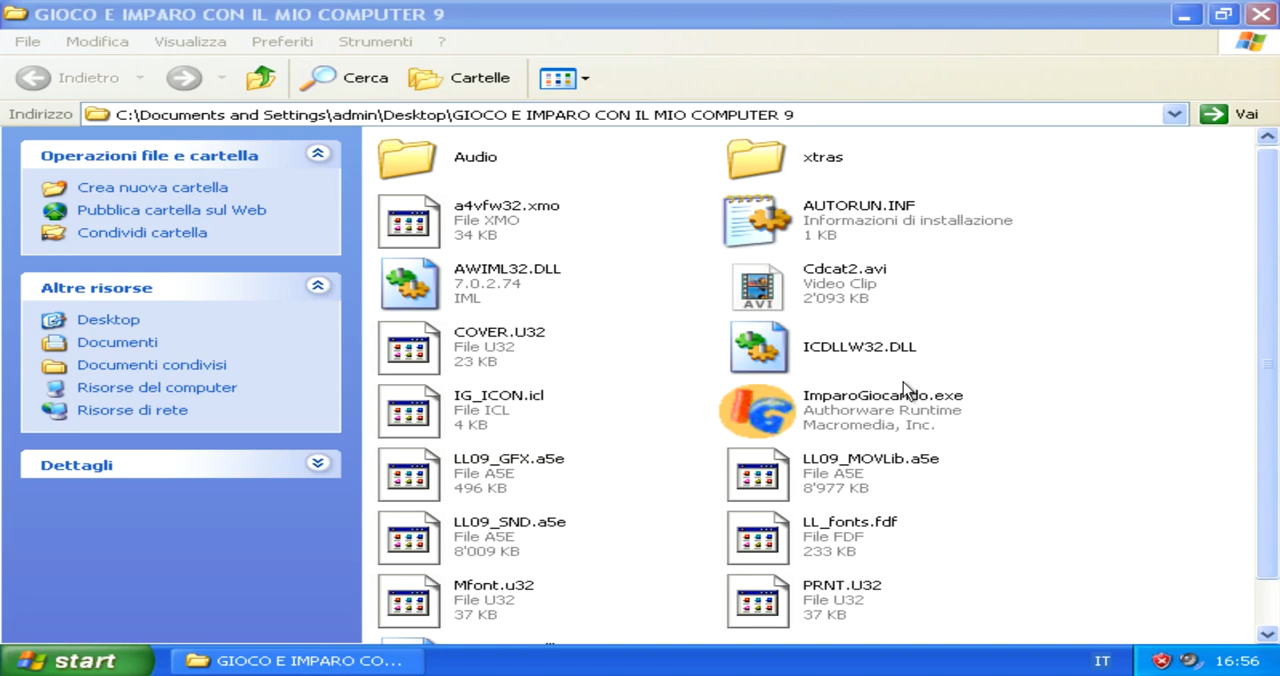 GIOCO E IMPARO CON IL MIO COMPUTER 9
File Modifica Visualizza Preferiti Strumenti ?
Indietro Cerca Cartelle
Indirizzo C:\Documents and Settings\admin\Desktop\GIOCO E IMPARO CON IL MIO COMPUTER 9 Vai
Operazioni file e cartella
Crea nuova cartella
Pubblica cartella sul Web
Condividi cartella
Altre risorse
Desktop
Documenti
Documenti condivisi
Risorse del computer
Risorse di rete
Dettagli
Audio
xtras
a4vfw32.xmo
File XMO
34 KB
AUTORUN.INF
Informazioni di installazione
1 KB
AWIML32.DLL
7.0.2.74
IML
Cdcat2.avi
Video Clip
2'093 KB
AVI
COVER.U32
File U32
23 KB
ICDLLW32.DLL
IG_ICON.icl
File ICL
4 KB
IG
ImparoGiocando.exe
Authorware Runtime
Macromedia, Inc.
LL09_GFX.a5e
File A5E
496 KB
LL09_MOVLib.a5e
File A5E
8'977 KB
LL09_SND.a5e
File A5E
8'009 KB
LL_fonts.fdf
File FDF
233 KB
Mfont.u32
File U32
37 KB
PRNT.U32
File U32
37 KB
start GIOCO E IMPARO CO... IT 16:56